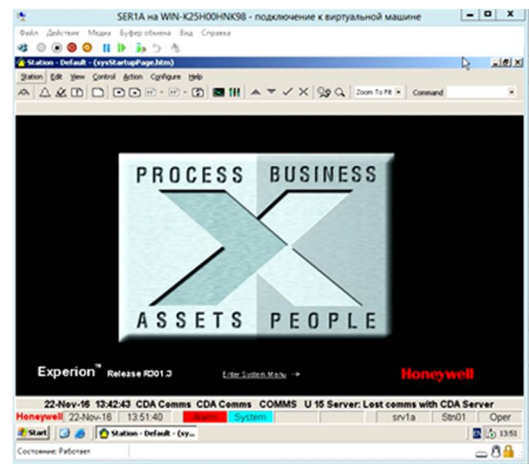 SER1A на WIN-K25H00HNK98 - подключение к виртуальной машине
Файл Действие Медиа Буфер обмена Вид Справка
Station - Default - (sysStartupPage.htm)
Station Edit View Control Action Configure Help
Zoom To Fit Command
PROCESS BUSINESS
ASSETS PEOPLE
Experion™ Release R301.3 Enter System Menu --> Honeywell
22-Nov-16 13:42:43 CDA Comms CDA Comms COMMS U 15 Server: Lost comms with CDA Server
Honeywell 22-Nov-16 13:51:40 Alarm System srv1a Stn01 Oper
Start Station - Default - (sy... 13:51
Состояние: Работает